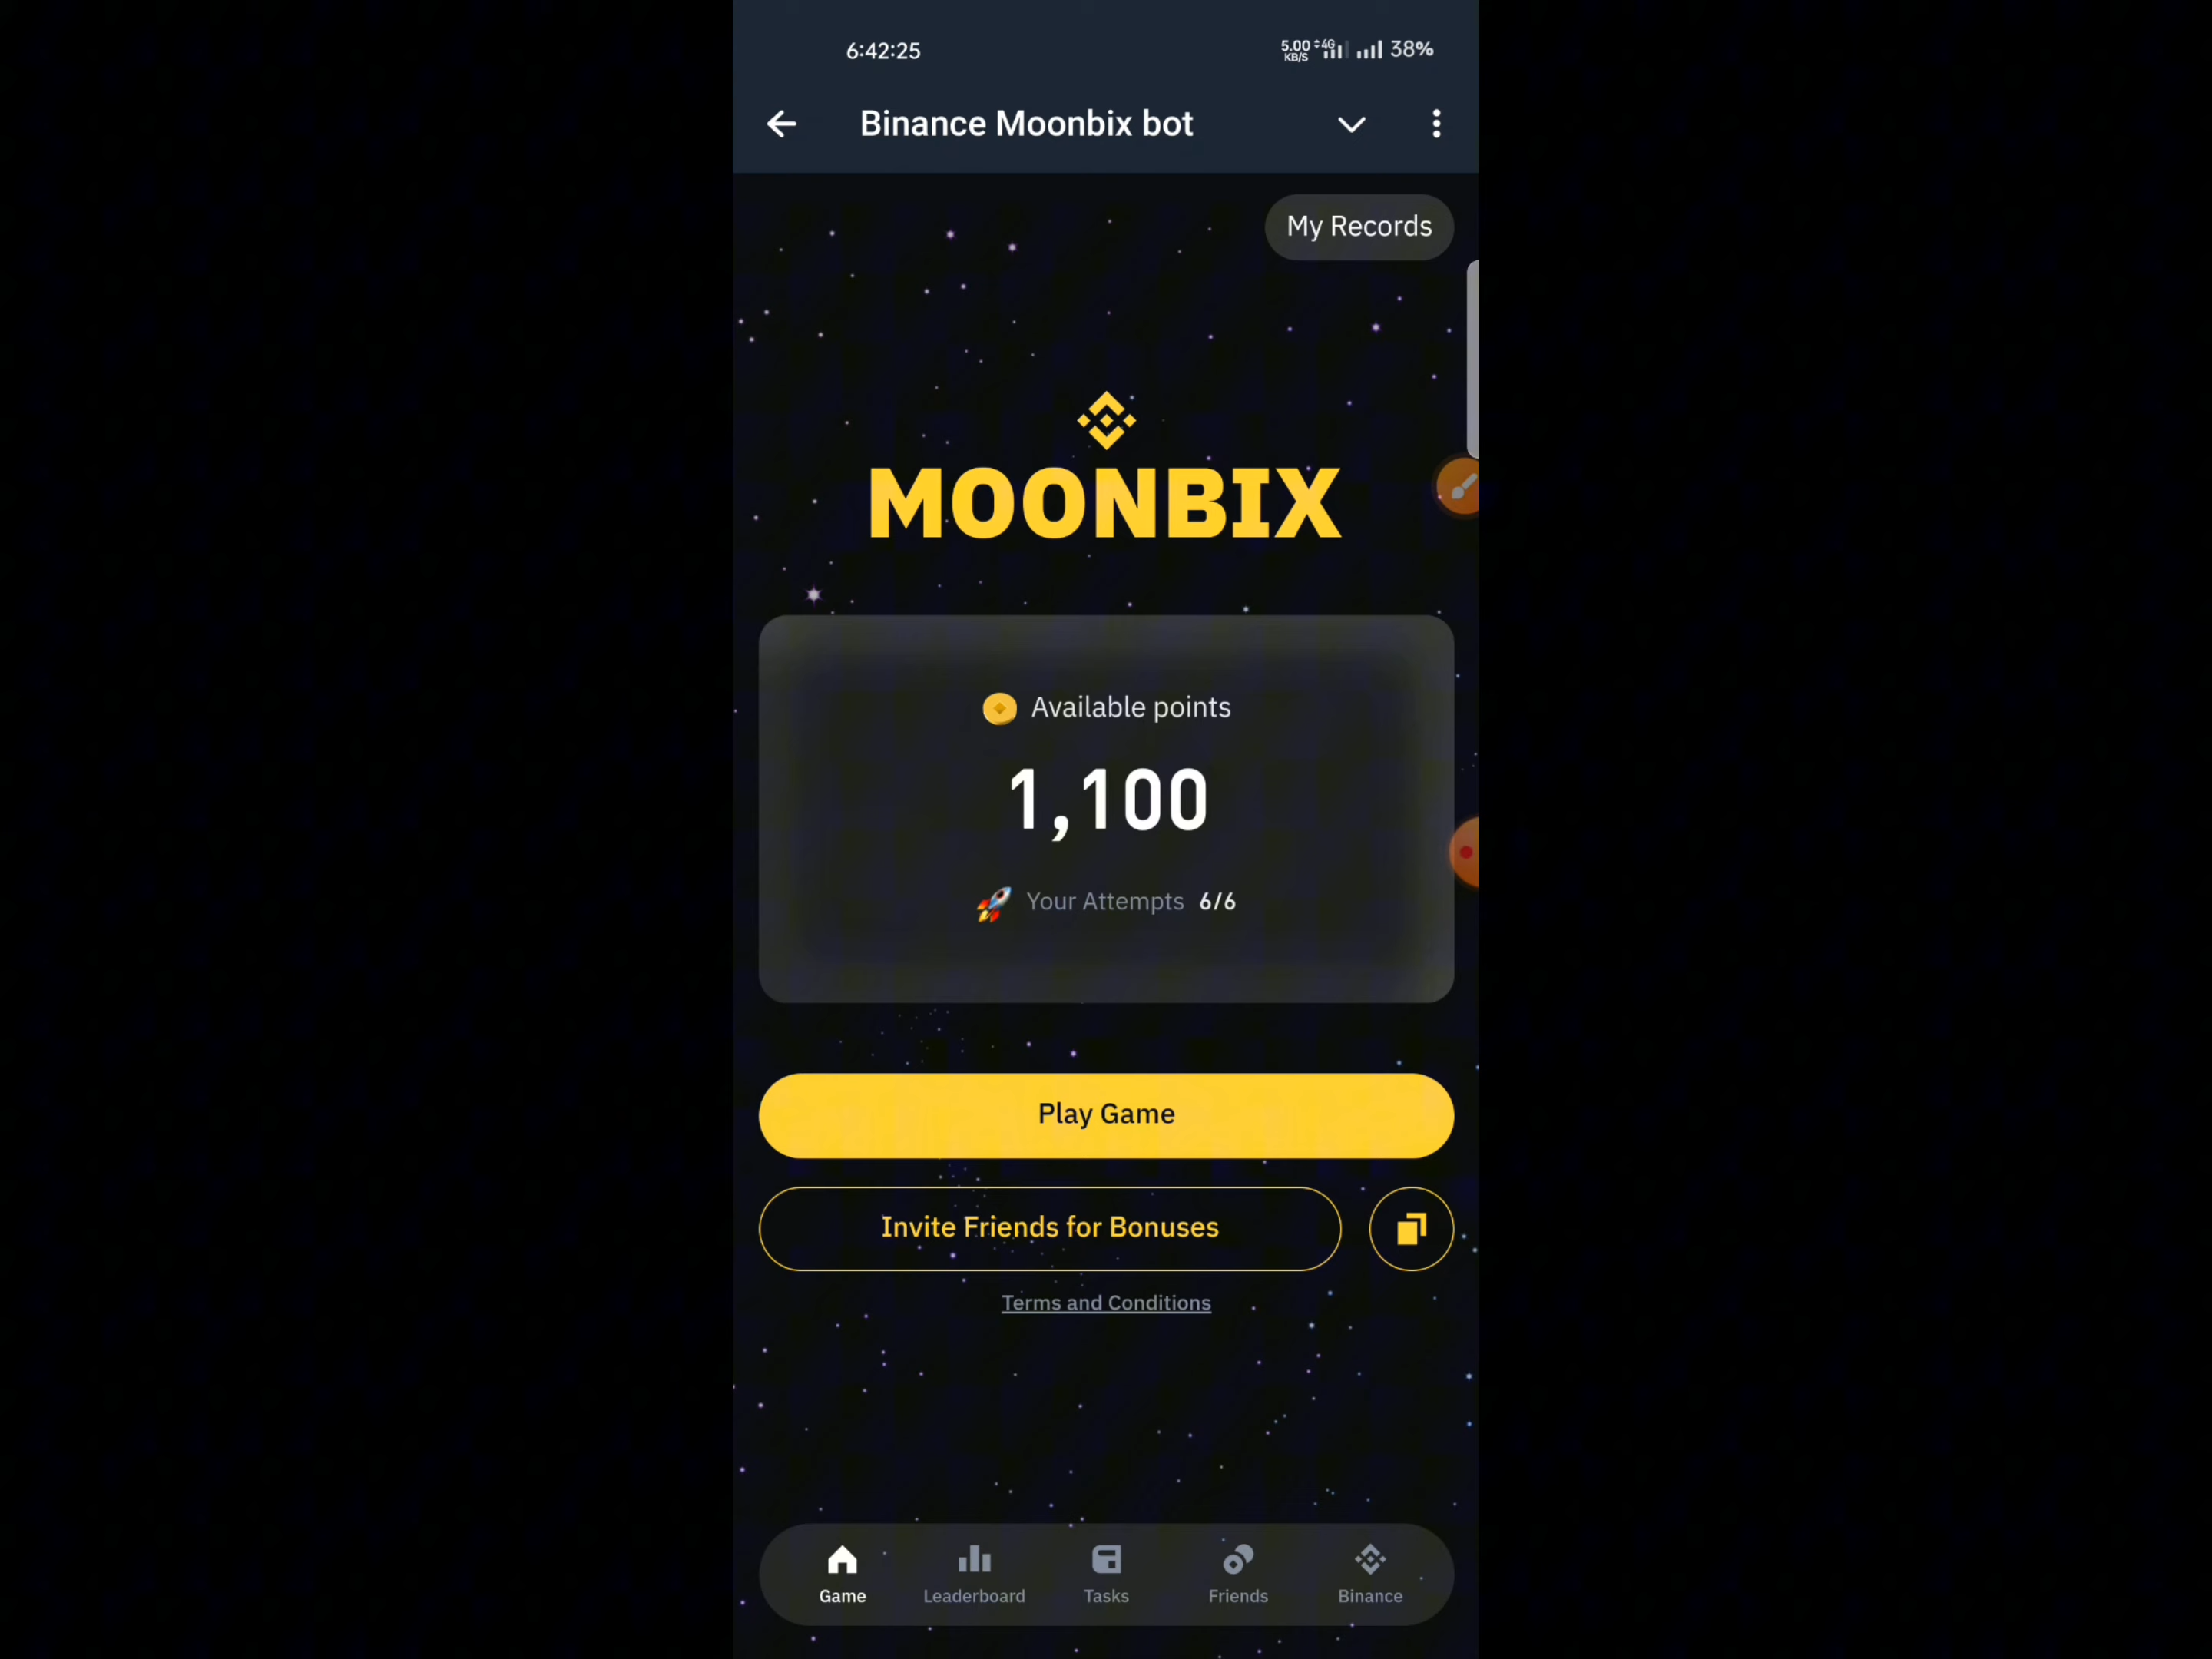 6:42:25
5.00 KB/S 4G 38%
Binance Moonbix bot
My Records
MOONBIX
Available points
1,100
Your Attempts 6/6
Play Game
Invite Friends for Bonuses
Terms and Conditions
Game Leaderboard Tasks Friends Binance